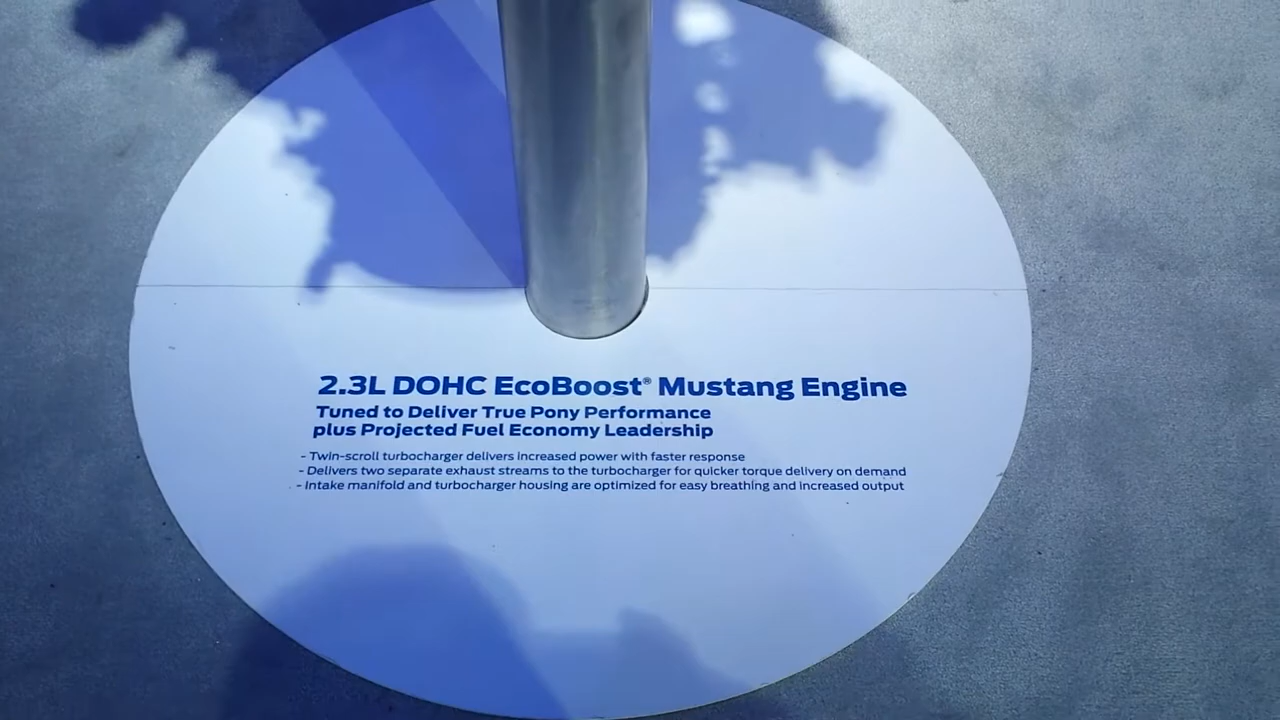 2.3L DOHC EcoBoost® Mustang Engine
Tuned to Deliver True Pony Performance
plus Projected Fuel Economy Leadership
- Twin-scroll turbocharger delivers increased power with faster response
- Delivers two separate exhaust streams to the turbocharger for quicker torque delivery on demand
- Intake manifold and turbocharger housing are optimized for easy breathing and increased output